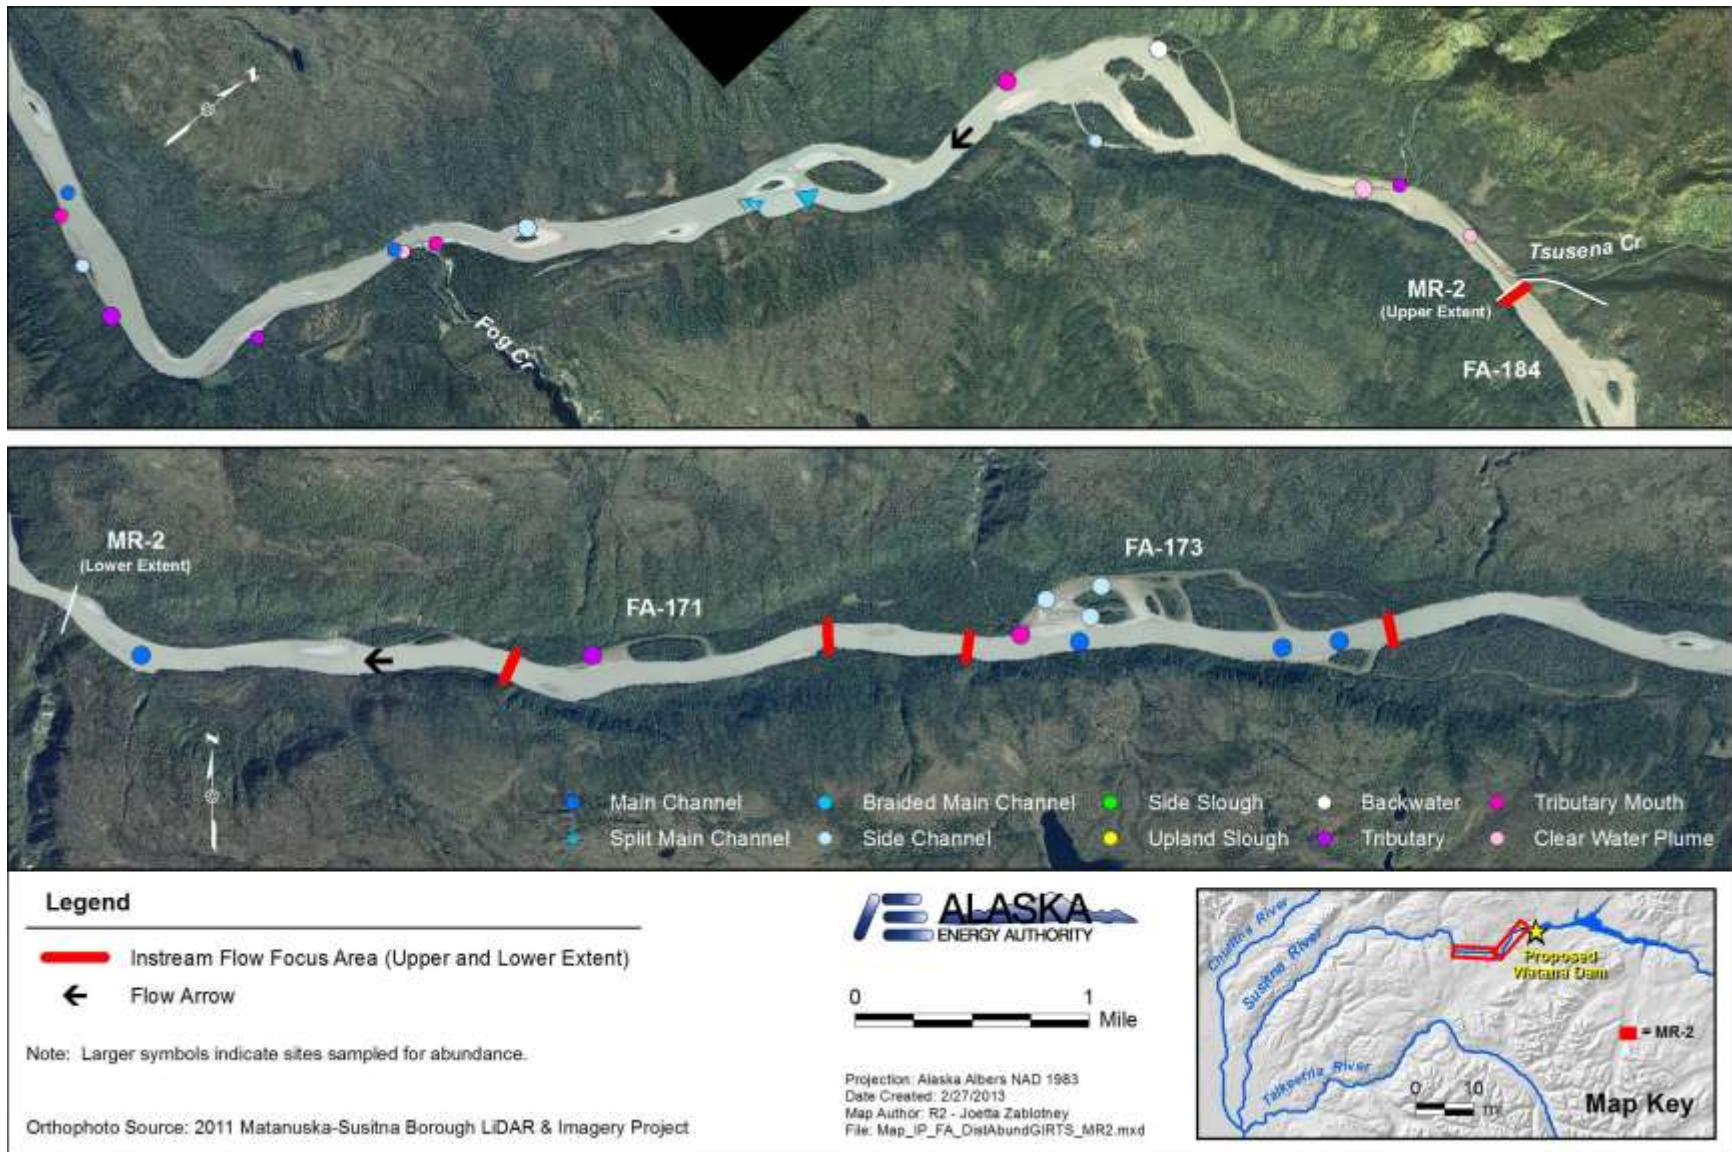 Tsusena Cr
MR-2
(Upper Extent)
Fog Cr
FA-184
MR-2
(Lower Extent)
FA-171
FA-173
Main Channel
Braided Main Channel
Side Slough
Backwater
Tributary Mouth
Split Main Channel
Side Channel
Upland Slough
Tributary
Clear Water Plume
Legend
Instream Flow Focus Area (Upper and Lower Extent)
Flow Arrow
Note: Larger symbols indicate sites sampled for abundance.
Orthophoto Source: 2011 Matanuska-Susitna Borough LiDAR & Imagery Project
ALASKA
ENERGY AUTHORITY
0 1
Mile
Projection: Alaska Albers NAD 1983
Date Created: 2/27/2013
Map Author: R2 - Joetta Zablotney
File: Map_IP_FA_DistAbundGIRTS_MR2.mxd
Chulitna River
Susitna River
Talkeetna River
Proposed
Watana Dam
= MR-2
0 10
mi
Map Key